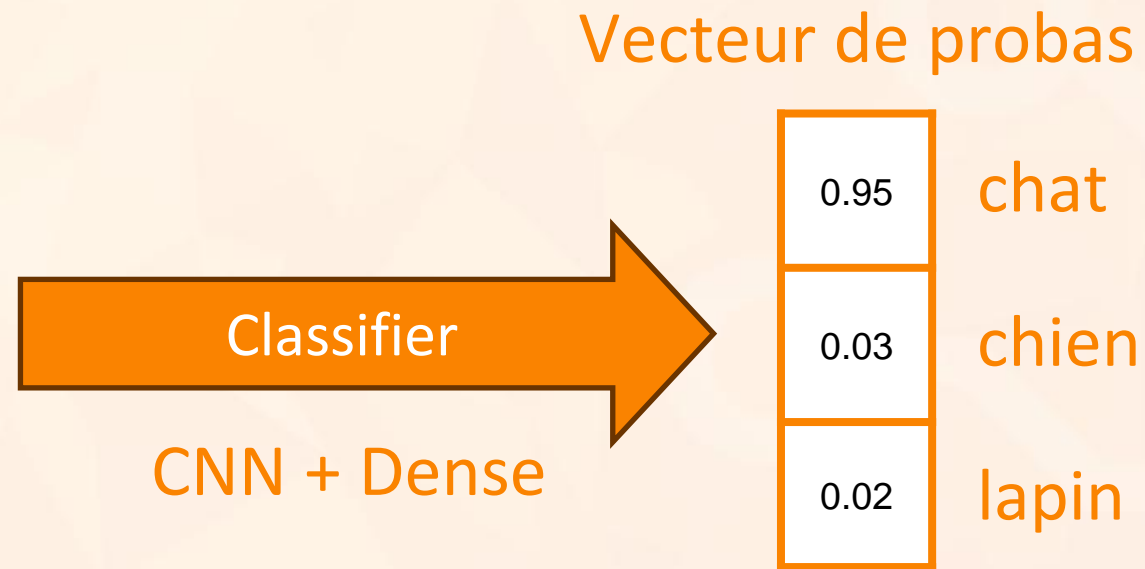 Vecteur de probas
0.95 chat
Classifier
0.03 chien
CNN + Dense
0.02 lapin